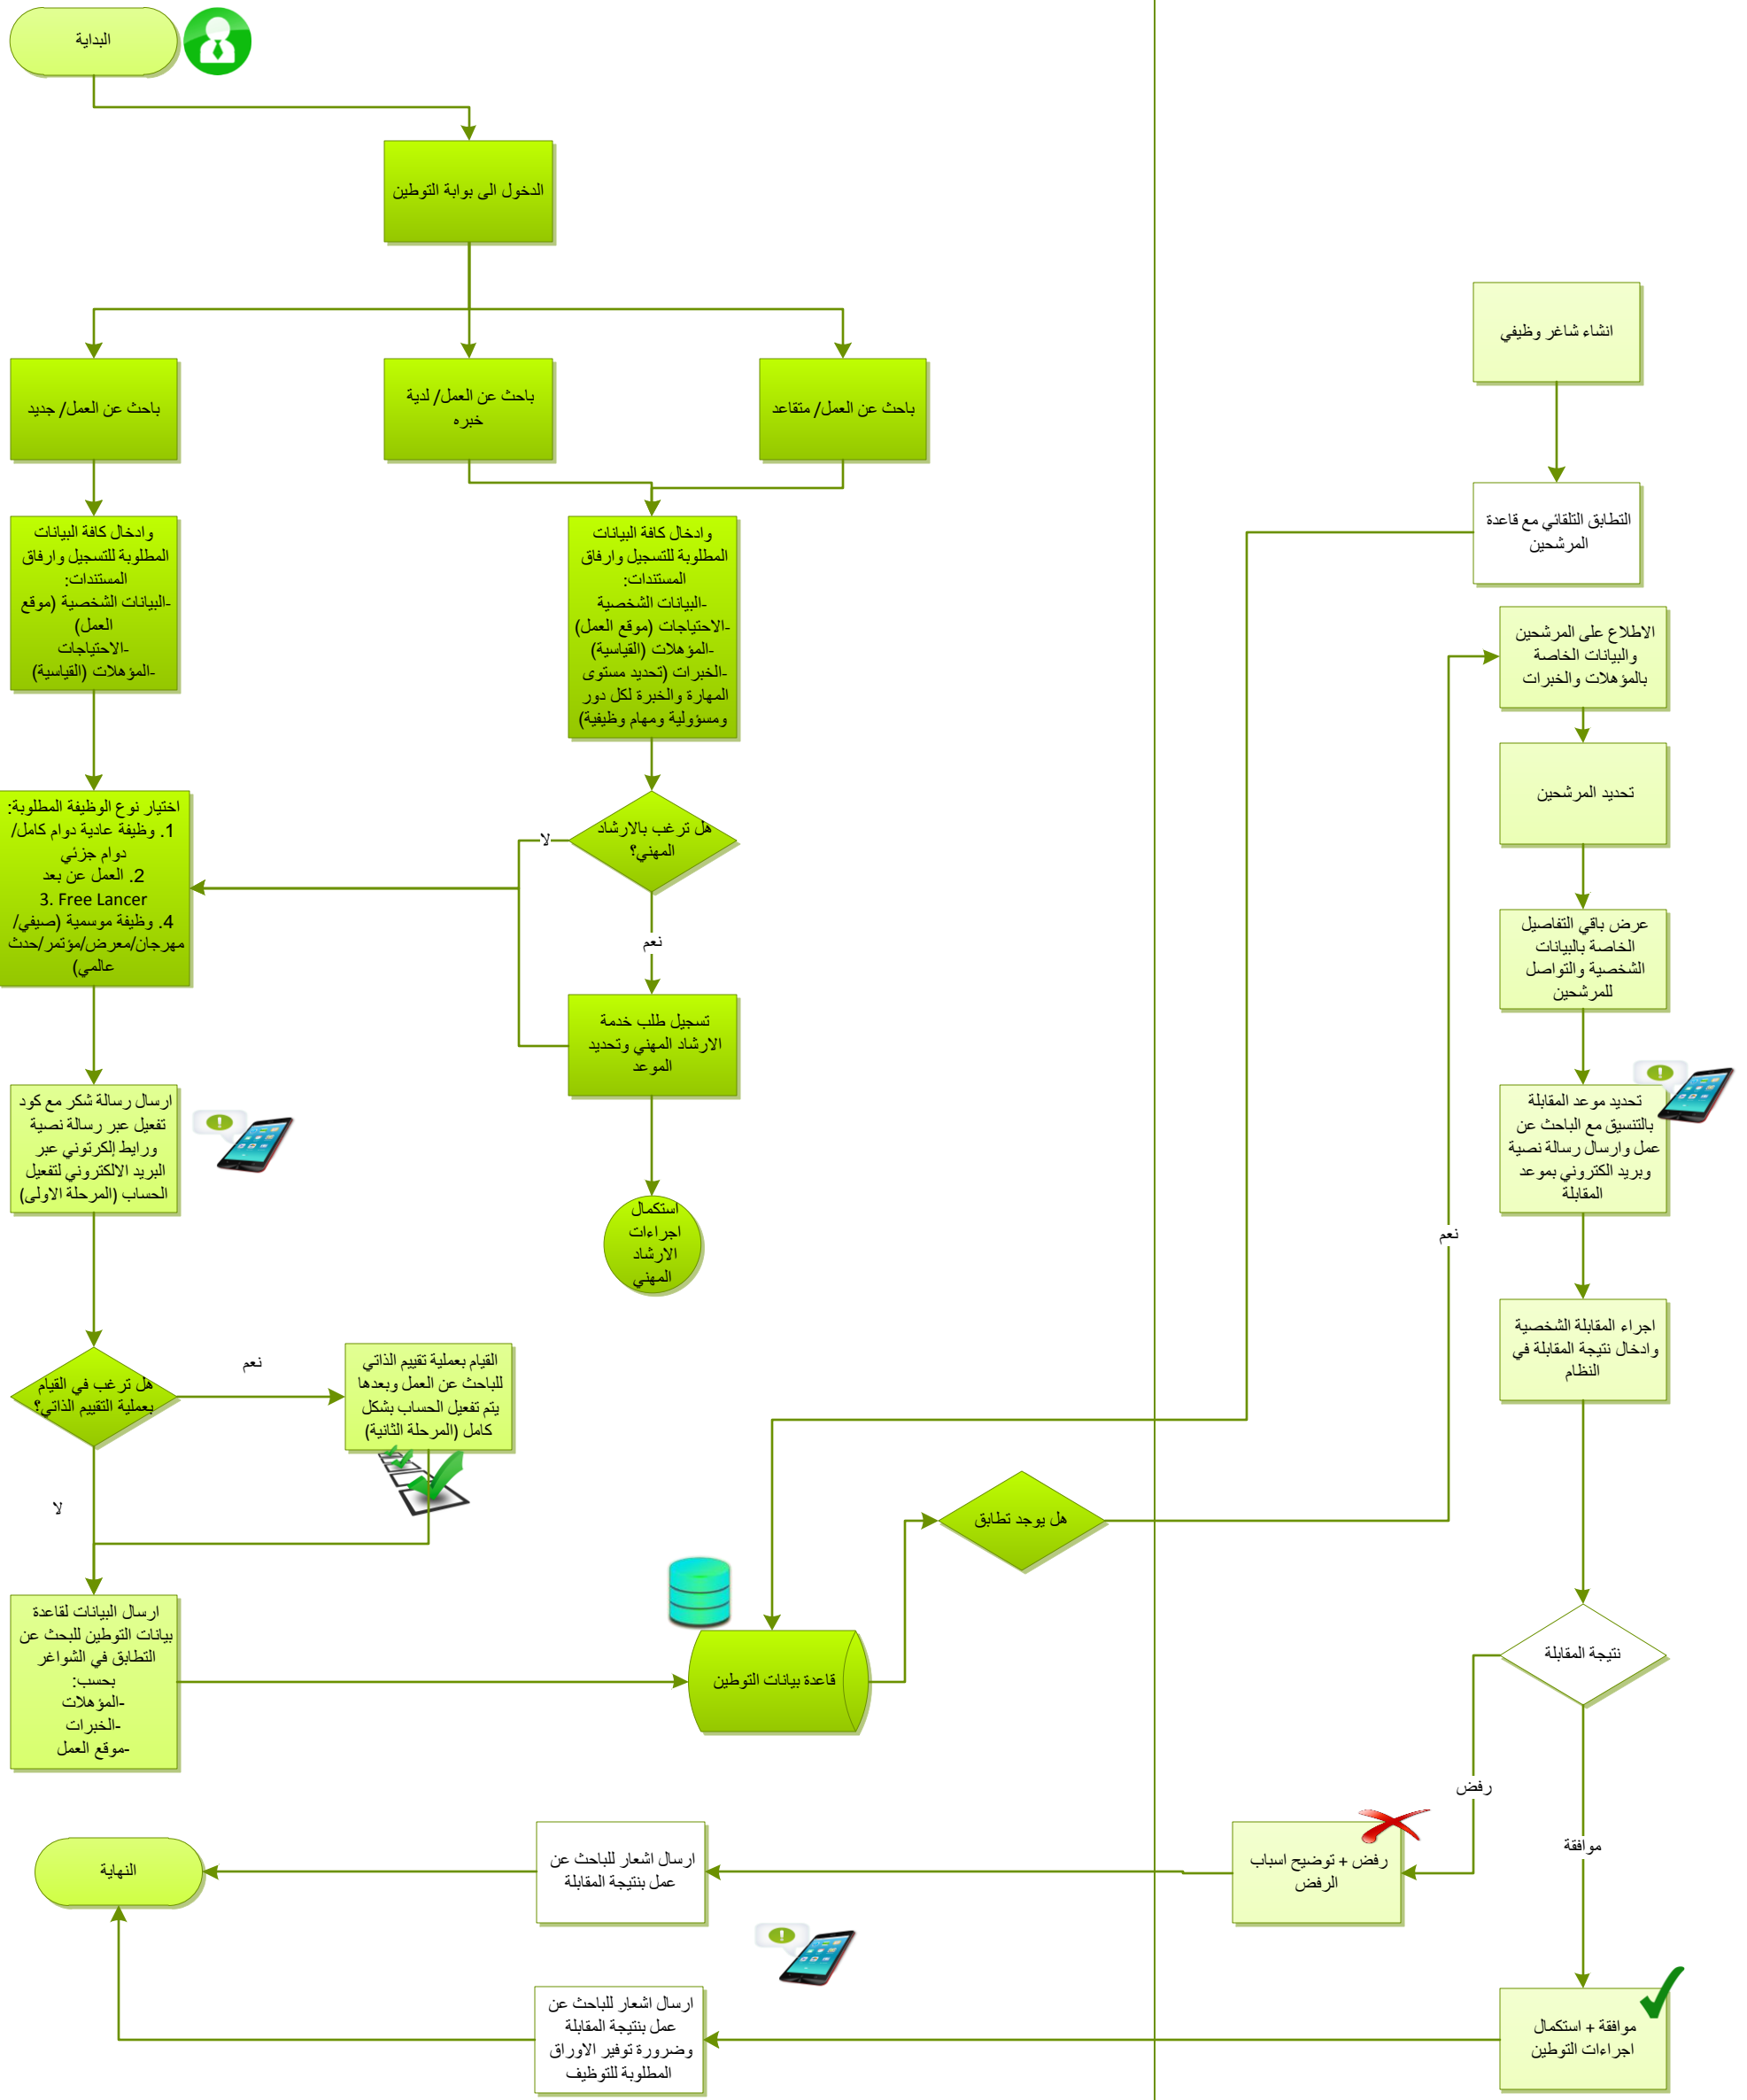 البداية
الدخول الى بوابة التوطين
باحث عن العمل/ جديد
باحث عن العمل/ لدية
خبره
باحث عن العمل/ متقاعد
وادخال كافة البيانات
المطلوبة للتسجيل وارفاق
المستندات:
-البيانات الشخصية (موقع
العمل)
-الاحتياجات
-المؤهلات (القياسية)
وادخال كافة البيانات
المطلوبة للتسجيل وارفاق
المستندات:
-البيانات الشخصية
-الاحتياجات (موقع العمل)
-المؤهلات (القياسية)
-الخبرات (تحديد مستوى
المهارة والخبرة لكل دور
ومسؤولية ومهام وظيفية)
اختيار نوع الوظيفة المطلوبة:
1. وظيفة عادية دوام كامل/
دوام جزئي
2. العمل عن بعد
3. Free Lancer
4. وظيفة موسمية (صيفي/
مهرجان/معرض/مؤتمر/حدث
عالمي)
هل ترغب بالارشاد
المهني؟
لا
نعم
تسجيل طلب خدمة
الارشاد المهني وتحديد
الموعد
استكمال
اجراءات
الارشاد
المهني
ارسال رسالة شكر مع كود
تفعيل عبر رسالة نصية
ورابط إلكرتوني عبر
البريد الالكتروني لتفعيل
الحساب (المرحلة الاولى)
هل ترغب في القيام
بعملية التقييم الذاتي؟
نعم
لا
القيام بعملية تقييم الذاتي
للباحث عن العمل وبعدها
يتم تفعيل الحساب بشكل
كامل (المرحلة الثانية)
ارسال البيانات لقاعدة
بيانات التوطين للبحث عن
التطابق في الشواغر
بحسب:
-المؤهلات
-الخبرات
-موقع العمل
قاعدة بيانات التوطين
هل يوجد تطابق
نعم
انشاء شاغر وظيفي
التطابق التلقائي مع قاعدة
المرشحين
الاطلاع على المرشحين
والبيانات الخاصة
بالمؤهلات والخبرات
تحديد المرشحين
عرض باقي التفاصيل
الخاصة بالبيانات
الشخصية والتواصل
للمرشحين
تحديد موعد المقابلة
بالتنسيق مع الباحث عن
عمل وارسال رسالة نصية
وبريد الكتروني بموعد
المقابلة
اجراء المقابلة الشخصية
وادخال نتيجة المقابلة في
النظام
نتيجة المقابلة
رفض
موافقة
رفض + توضيح اسباب
الرفض
ارسال اشعار للباحث عن
عمل بنتيجة المقابلة
النهاية
موافقة + استكمال
اجراءات التوطين
ارسال اشعار للباحث عن
عمل بنتيجة المقابلة
وضرورة توفير الاوراق
المطلوبة للتوظيف